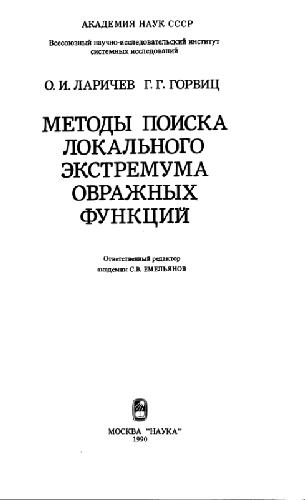 АКАДЕМИЯ НАУК СССР
Всесоюзный научно-исследовательский институт
системных исследований
О. И. ЛАРИЧЕВ Г. Г. ГОРВИЦ
МЕТОДЫ ПОИСКА
ЛОКАЛЬНОГО
ЭКСТРЕМУМА
ОВРАЖНЫХ
ФУНКЦИЙ
Ответственный редактор
академик С.В. ЕМЕЛЬЯНОВ
МОСКВА "НАУКА"
1990